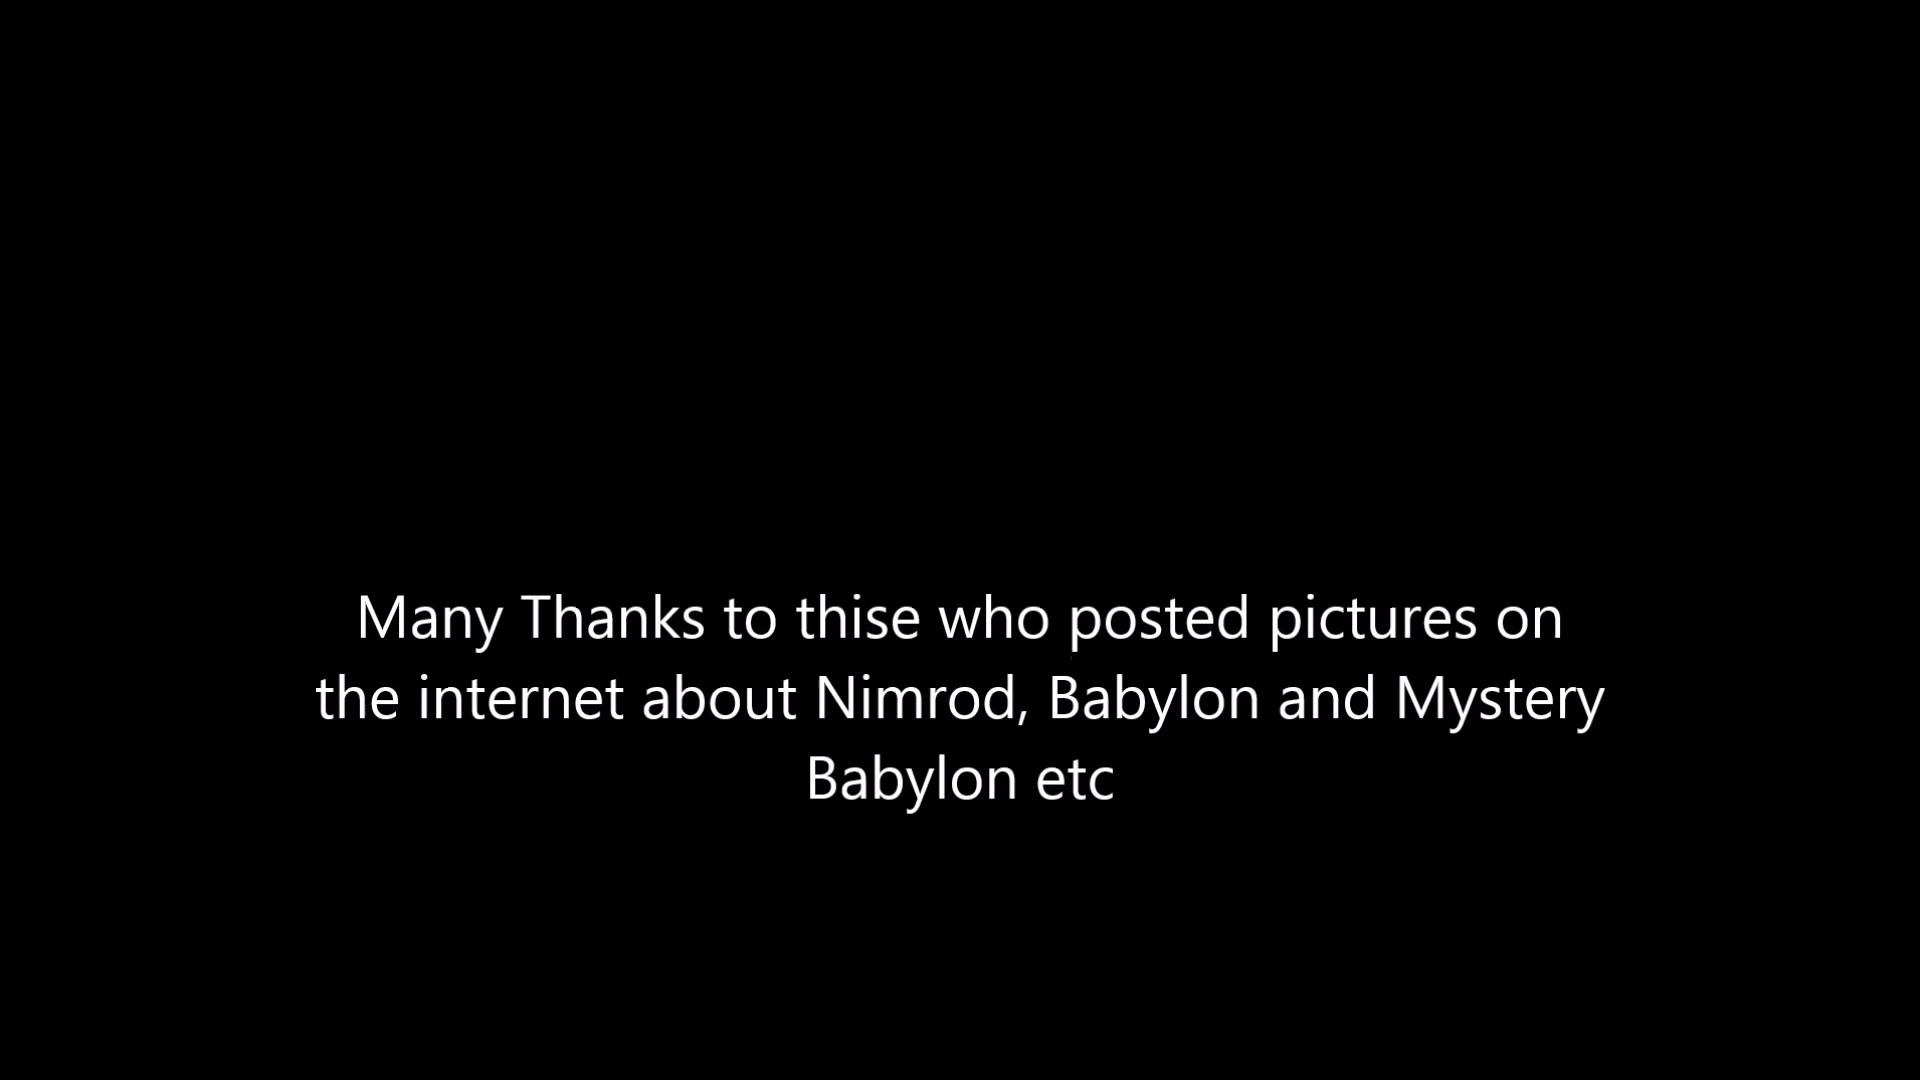 Many Thanks to thise who posted pictures on
the internet about Nimrod, Babylon and Mystery
Babylon etc